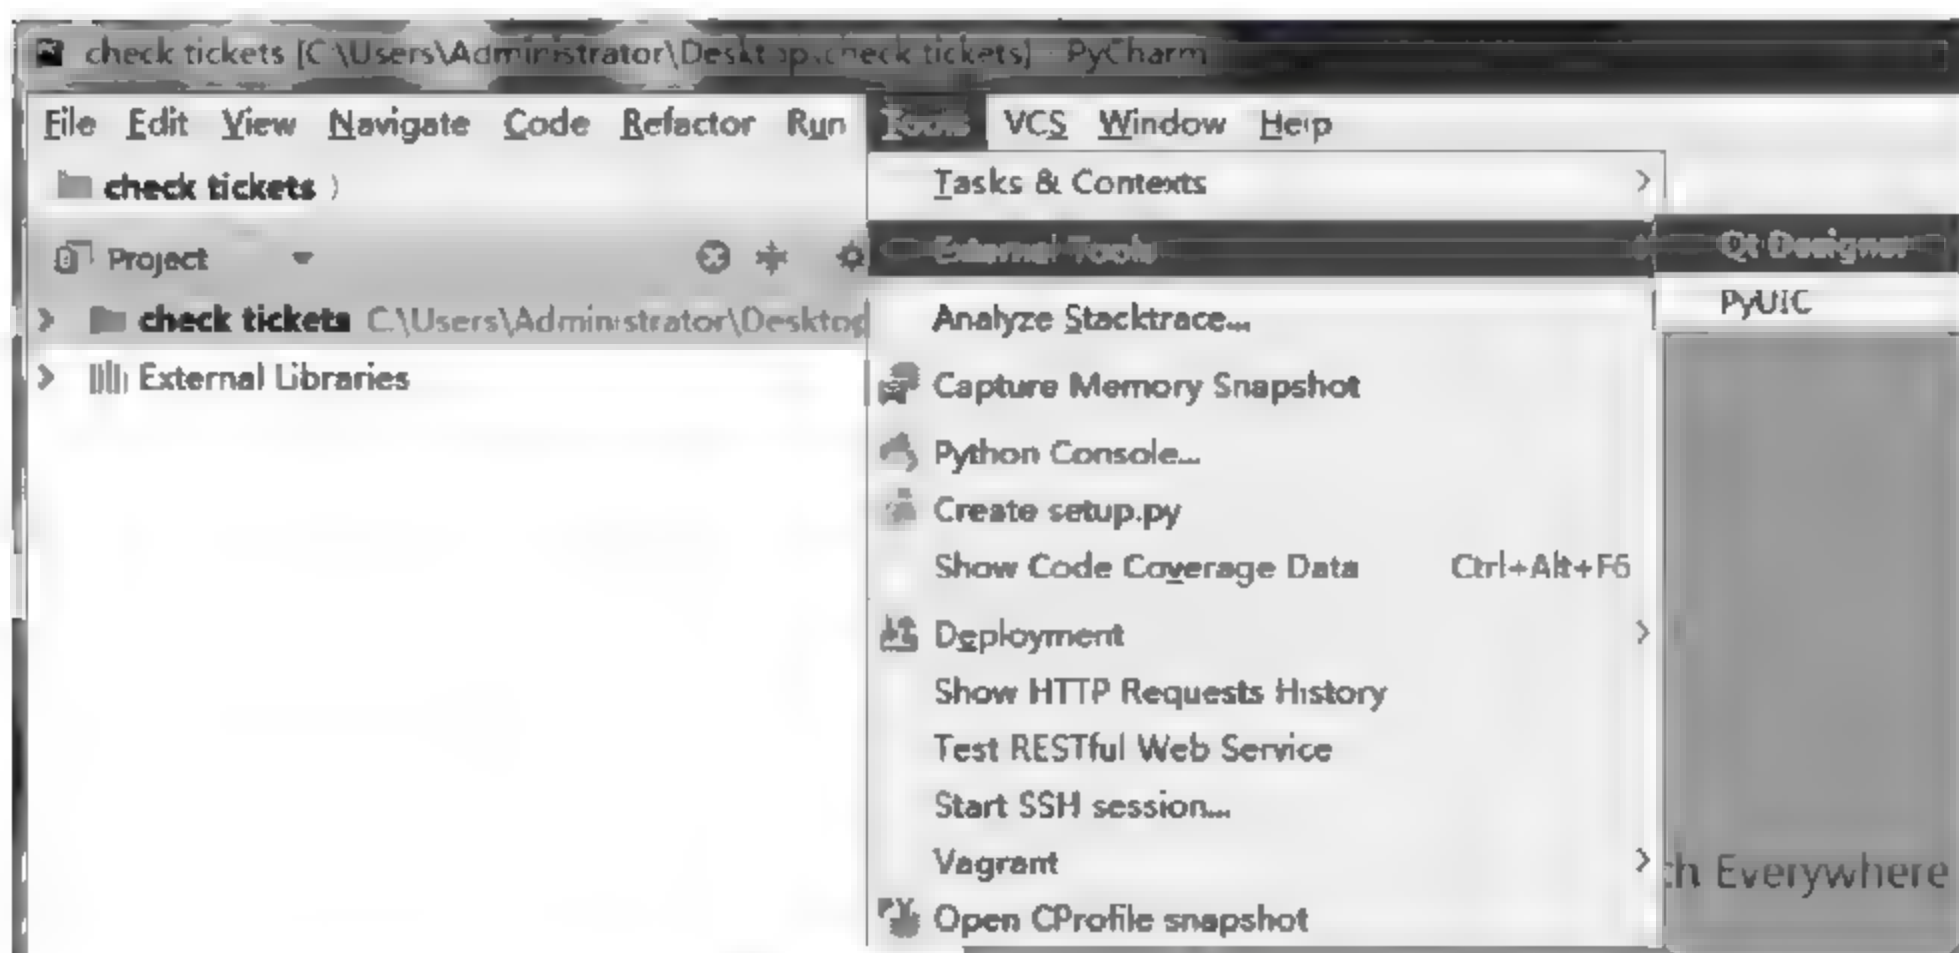 check tickets [C:\Users\Administrator\Desktop\check tickets] - PyCharm
File Edit View Navigate Code Refactor Run Tools VCS Window Help
check tickets
Project
check tickets C:\Users\Administrator\Desktop
External Libraries
Tasks & Contexts
External Tools
Analyze Stacktrace...
Capture Memory Snapshot
Python Console...
Create setup.py
Show Code Coverage Data Ctrl+Alt+F6
Deployment
Show HTTP Requests History
Test RESTful Web Service
Start SSH session...
Vagrant
Open CProfile snapshot
Qt Designer
PyUIC
ch Everywhere